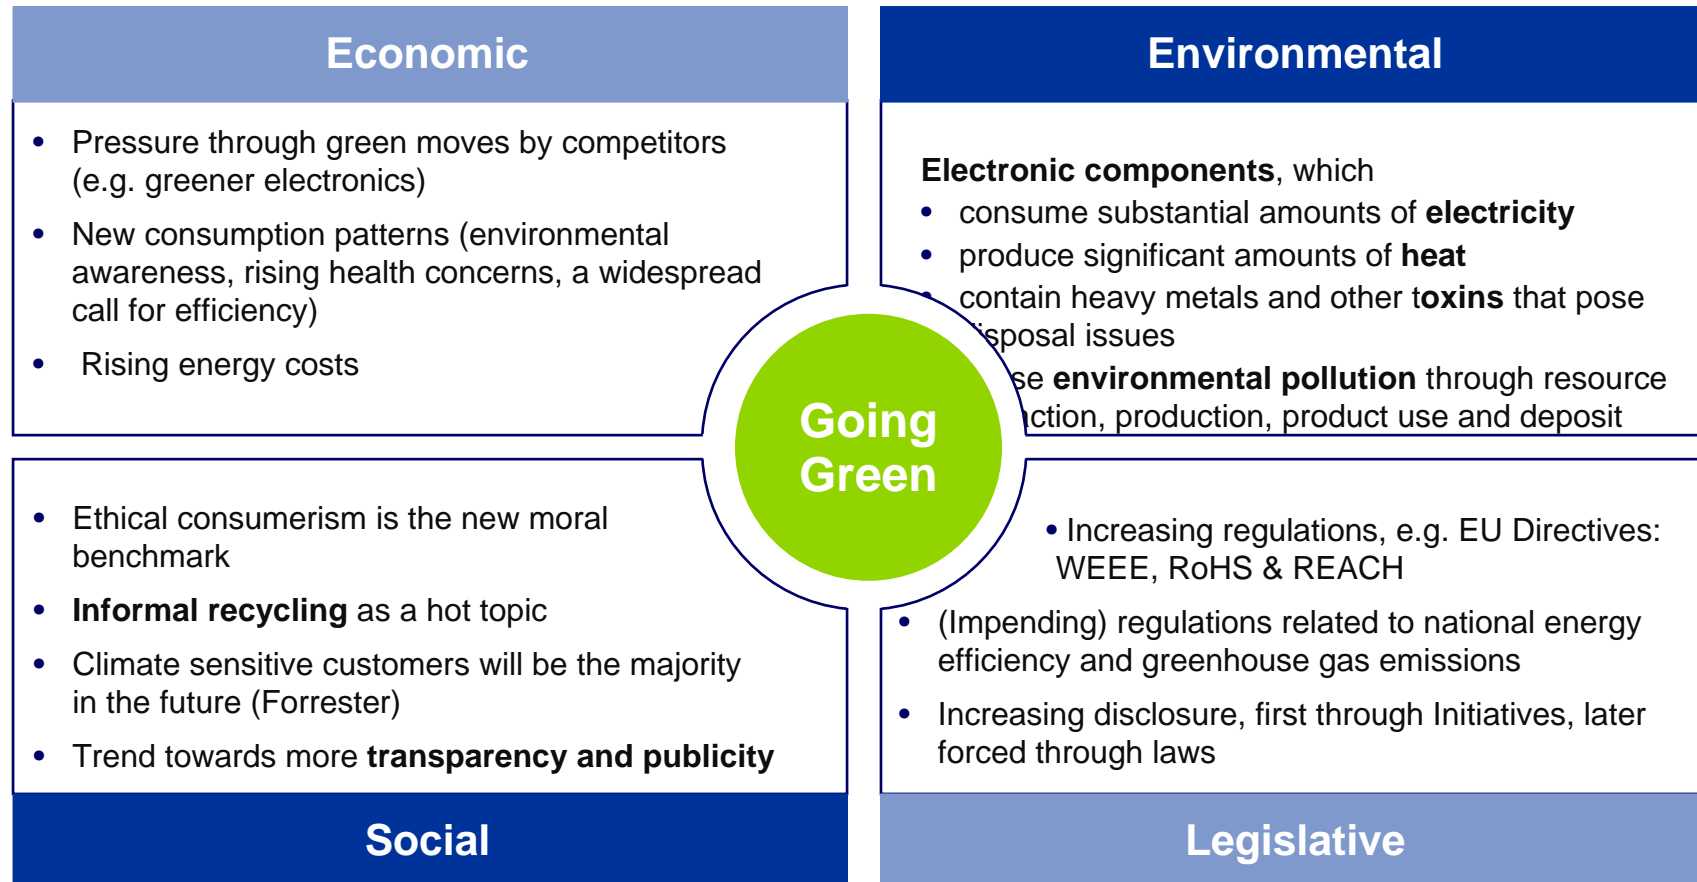 Economic
• Pressure through green moves by competitors
(e.g. greener electronics)
• New consumption patterns (environmental
awareness, rising health concerns, a widespread
call for efficiency)
• Rising energy costs
Environmental
Electronic components, which
• consume substantial amounts of electricity
• produce significant amounts of heat
• contain heavy metals and other toxins that pose
disposal issues
environmental pollution through resource
production, product use and deposit
Going
Green
• Ethical consumerism is the new moral
benchmark
• Informal recycling as a hot topic
• Climate sensitive customers will be the majority
in the future (Forrester)
• Trend towards more transparency and publicity
Social
• Increasing regulations, e.g. EU Directives:
WEEE, RoHS & REACH
• (Impending) regulations related to national energy
efficiency and greenhouse gas emissions
• Increasing disclosure, first through Initiatives, later
forced through laws
Legislative